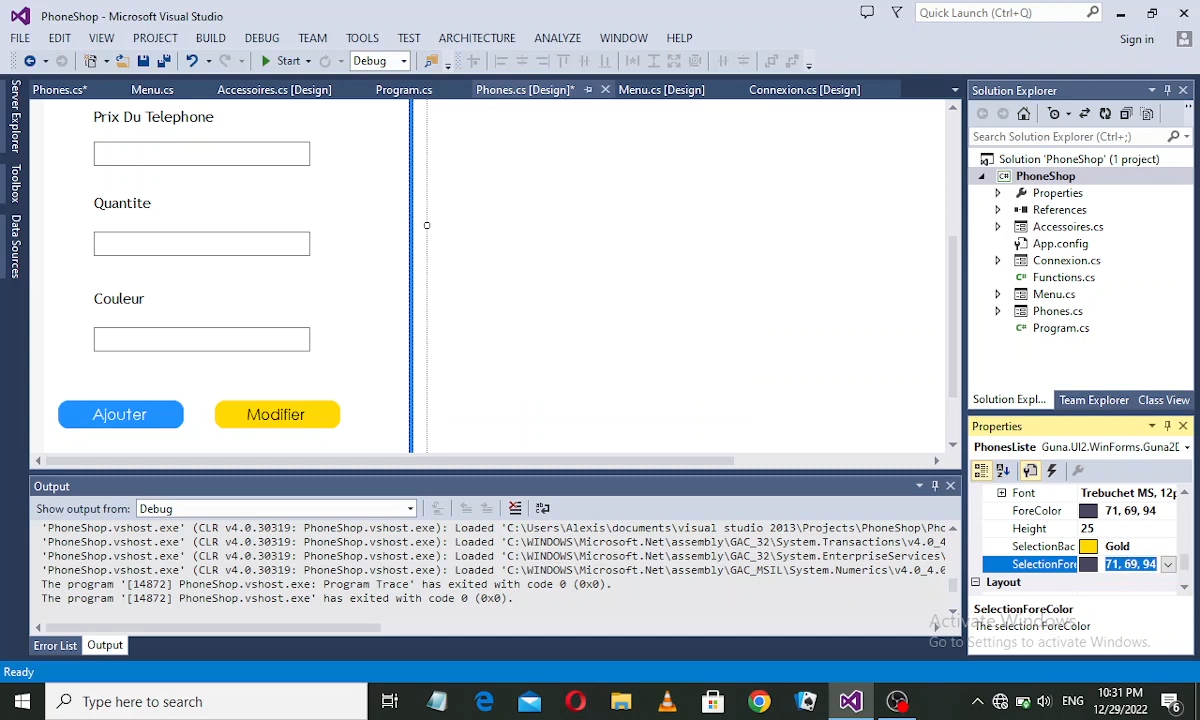 PhoneShop - Microsoft Visual Studio
Quick Launch (Ctrl+Q)
FILE EDIT VIEW PROJECT BUILD DEBUG TEAM TOOLS TEST ARCHITECTURE ANALYZE WINDOW HELP
Sign in
Start Debug
Server Explorer
Toolbox
Data Sources
Phones.cs* Menu.cs Accessoires.cs [Design] Program.cs Phones.cs [Design]* Menu.cs [Design] Connexion.cs [Design]
Prix Du Telephone
Quantite
Couleur
Ajouter Modifier
Solution Explorer
Search Solution Explorer (Ctrl+;)
Solution 'PhoneShop' (1 project)
PhoneShop
Properties
References
Accessoires.cs
App.config
Connexion.cs
Functions.cs
Menu.cs
Phones.cs
Program.cs
Solution Expl... Team Explorer Class View
Properties
PhonesListe Guna.UI2.WinForms.Guna2D
Font Trebuchet MS, 12p
ForeColor 71, 69, 94
Height 25
SelectionBac Gold
SelectionFore 71, 69, 94
Layout
SelectionForeColor
The selection ForeColor
Output
Show output from: Debug
'PhoneShop.vshost.exe' (CLR v4.0.30319: PhoneShop.vshost.exe): Loaded 'C:\Users\Alexis\documents\visual studio 2013\Projects\PhoneShop\Pho
'PhoneShop.vshost.exe' (CLR v4.0.30319: PhoneShop.vshost.exe): Loaded 'C:\WINDOWS\Microsoft.Net\assembly\GAC_32\System.Transactions\v4.0_4
'PhoneShop.vshost.exe' (CLR v4.0.30319: PhoneShop.vshost.exe): Loaded 'C:\WINDOWS\Microsoft.Net\assembly\GAC_32\System.EnterpriseServices\
'PhoneShop.vshost.exe' (CLR v4.0.30319: PhoneShop.vshost.exe): Loaded 'C:\WINDOWS\Microsoft.Net\assembly\GAC_MSIL\System.Numerics\v4.0_4.0
The program '[14872] PhoneShop.vshost.exe: Program Trace' has exited with code 0 (0x0).
The program '[14872] PhoneShop.vshost.exe' has exited with code 0 (0x0).
Error List Output
Activate Windows
Go to Settings to activate Windows.
Ready
Type here to search
ENG
10:31 PM
12/29/2022
6